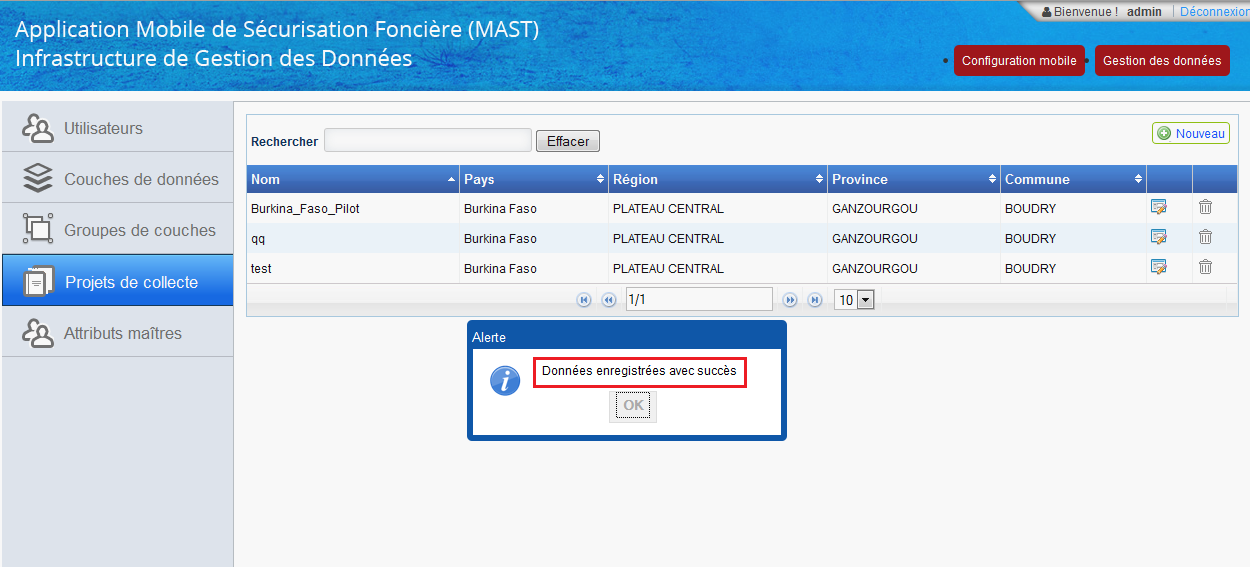 Bienvenue ! admin Déconnexion
Application Mobile de Sécurisation Foncière (MAST)
Infrastructure de Gestion des Données
Configuration mobile
Gestion des données
Utilisateurs
Couches de données
Groupes de couches
Projets de collecte
Attributs maîtres
Rechercher Effacer
Nouveau
Nom Pays Région Province Commune
Burkina_Faso_Pilot Burkina Faso PLATEAU CENTRAL GANZOURGOU BOUDRY
qq Burkina Faso PLATEAU CENTRAL GANZOURGOU BOUDRY
test Burkina Faso PLATEAU CENTRAL GANZOURGOU BOUDRY
1/1 10
Alerte
Données enregistrées avec succès
OK